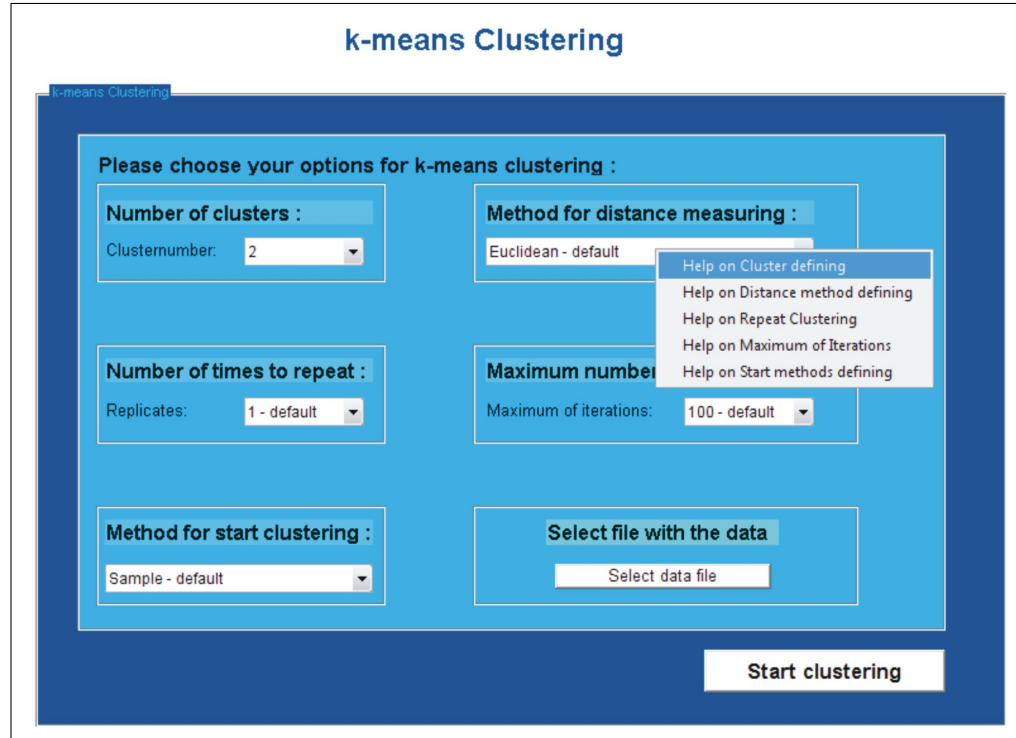 k-means Clustering
k-means Clustering
Please choose your options for k-means clustering :
Number of clusters :
Clusternumber: 2
Method for distance measuring :
Euclidean - default
Help on Cluster defining
Help on Distance method defining
Help on Repeat Clustering
Help on Maximum of Iterations
Help on Start methods defining
Number of times to repeat :
Replicates: 1 - default
Maximum number
Maximum of iterations: 100 - default
Method for start clustering :
Sample - default
Select file with the data
Select data file
Start clustering